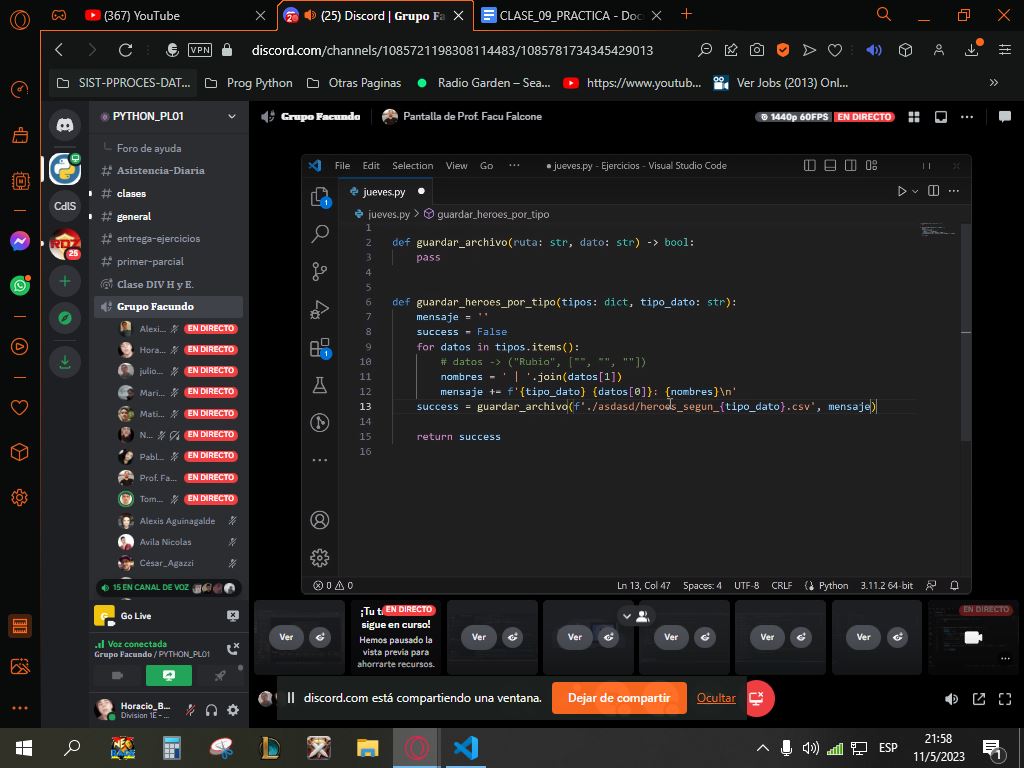 (367) YouTube
(25) Discord | Grupo Fa
CLASE_09_PRACTICA - Doc
VPN
discord.com/channels/1085721198308114483/1085781734345429013
SIST-PPROCES-DAT...
Prog Python
Otras Paginas
Radio Garden – Sea...
https://www.youtub...
Ver Jobs (2013) Onl...
PYTHON_PL01
Grupo Facundo
Pantalla de Prof. Facu Falcone
1440p 60FPS
EN DIRECTO
Foro de ayuda
Asistencia-Diaria
clases
general
entrega-ejercicios
primer-parcial
Clase DIV H y E.
Grupo Facundo
CdlS
RDZ
25
Alexi... EN DIRECTO
Hora... EN DIRECTO
julio... EN DIRECTO
Mari... EN DIRECTO
Mati... EN DIRECTO
N... EN DIRECTO
Pabl... EN DIRECTO
Prof. Fa... EN DIRECTO
Tom... EN DIRECTO
Alexis Aguinagalde
Avila Nicolas
César_Agazzi
15 EN CANAL DE VOZ
Go Live
Voz conectada
Grupo Facundo / PYTHON_PL01
Horacio_B...
Division 1E – ...
File Edit Selection View Go ···
● jueves.py - Ejercicios - Visual Studio Code
jueves.py
jueves.py > guardar_heroes_por_tipo
1
2 def guardar_archivo(ruta: str, dato: str) -> bool:
3 pass
4
5
6 def guardar_heroes_por_tipo(tipos: dict, tipo_dato: str):
7 mensaje = ''
8 success = False
9 for datos in tipos.items():
10 # datos -> ("Rubio", ["", "", ""])
11 nombres = ' | '.join(datos[1])
12 mensaje += f'{tipo_dato} {datos[0]}: {nombres}\n'
13 success = guardar_archivo(f'./asdasd/heroes_segun_{tipo_dato}.csv', mensaje)
14
15 return success
16
0 0
Ln 13, Col 47
Spaces: 4
UTF-8
CRLF
Python
3.11.2 64-bit
Ver
¡Tu t
EN DIRECTO
sigue en curso!
Hemos pausado la
vista previa para
ahorrarte recursos.
Ver
Ver
Ver
Ver
Ver
EN DIRECTO
discord.com está compartiendo una ventana.
Dejar de compartir
Ocultar
ESP
21:58
11/5/2023
1